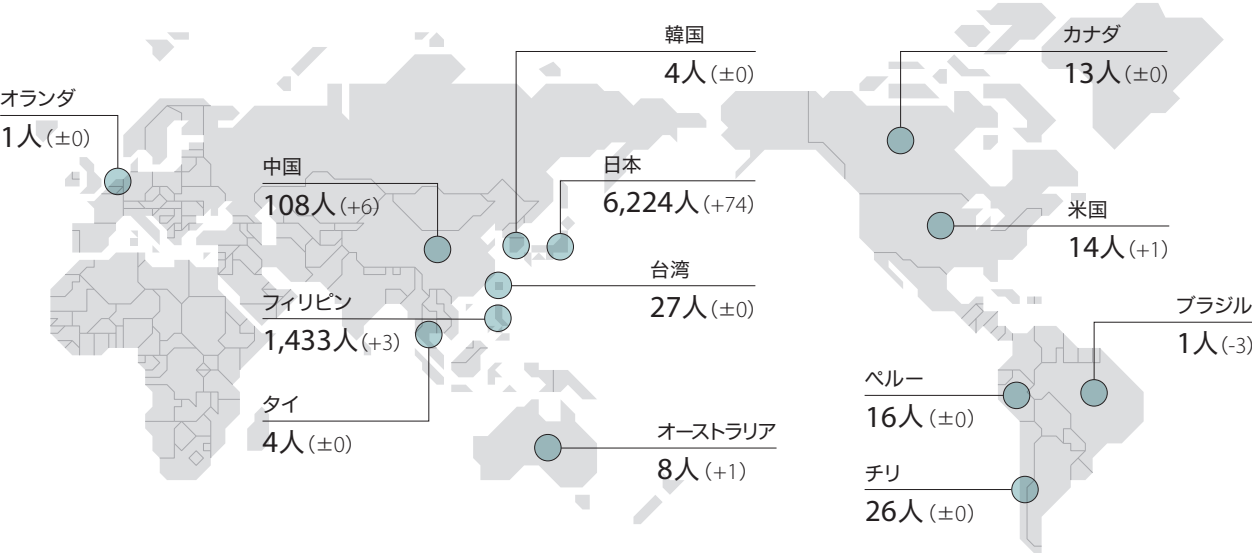 韓国
4人(±0)
カナダ
13人(±0)
オランダ
1人(±0)
中国
108人(+6)
日本
6,224人(+74)
米国
14人(+1)
台湾
27人(±0)
フィリピン
1,433人(+3)
ブラジル
1人(-3)
ペルー
16人(±0)
タイ
4人(±0)
オーストラリア
8人(+1)
チリ
26人(±0)